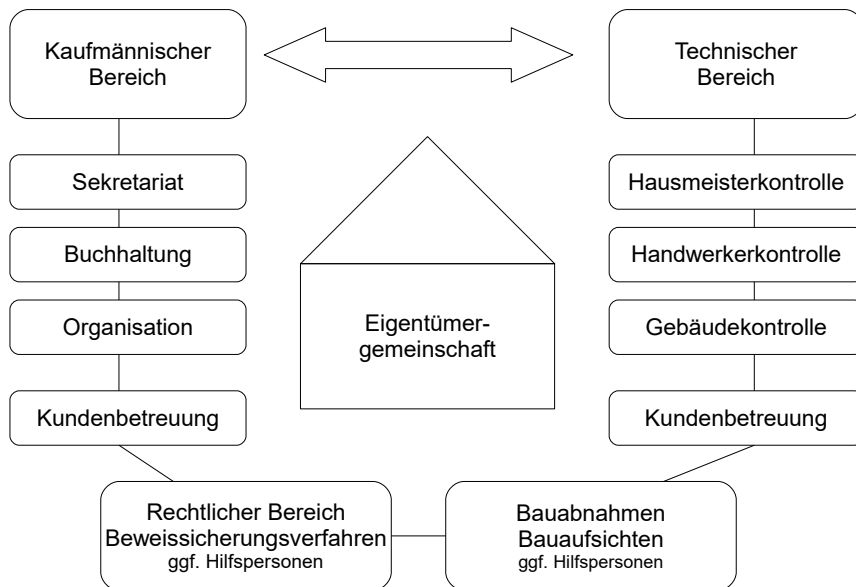 Kaufmännischer
Bereich
Technischer
Bereich
Sekretariat
Hausmeisterkontrolle
Buchhaltung
Handwerkerkontrolle
Organisation
Eigentümer-
gemeinschaft
Gebäudekontrolle
Kundenbetreuung
Kundenbetreuung
Rechtlicher Bereich
Beweissicherungsverfahren
ggf. Hilfspersonen
Bauabnahmen
Bauaufsichten
ggf. Hilfspersonen